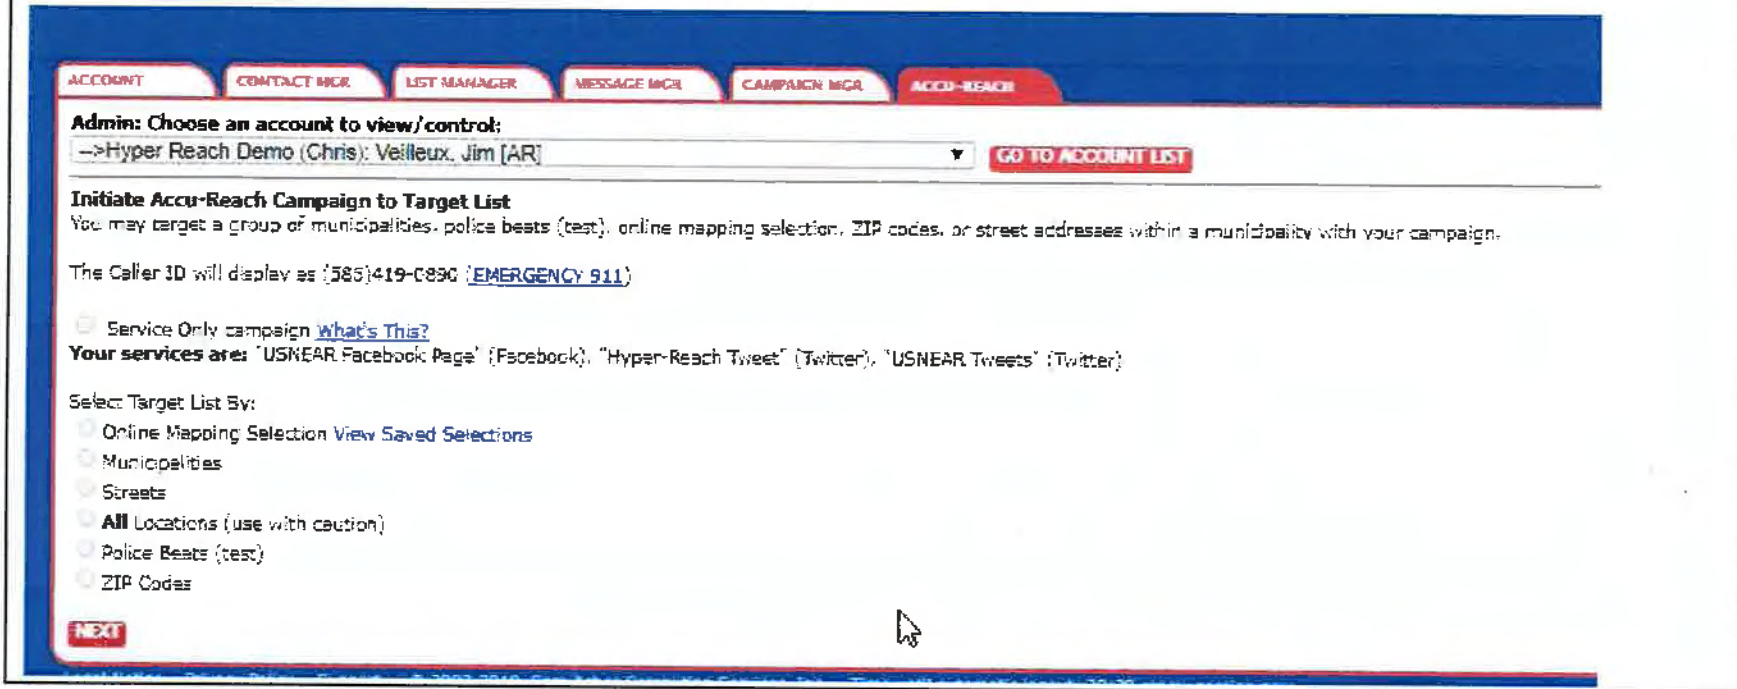 ACCOUNT CONTACT MGR LIST MANAGER MESSAGE MGR CAMPAIGN MGR ACCU-REACH
Admin: Choose an account to view/control:
-->Hyper Reach Demo (Chris): Veilleux, Jim [AR] GO TO ACCOUNT LIST
Initiate Accu-Reach Campaign to Target List
You may target a group of municipalities, police beats (test), online mapping selection, ZIP codes, or street addresses within a municipality with your campaign.
The Caller ID will display as (585)419-0890 (EMERGENCY 911)
Service Only campaign What's This?
Your services are: "USNEAR Facebook Page" (Facebook), "Hyper-Reach Tweet" (Twitter), "USNEAR Tweets" (Twitter)
Select Target List By:
Online Mapping Selection View Saved Selections
Municipalities
Streets
All Locations (use with caution)
Police Beats (test)
ZIP Codes
NEXT